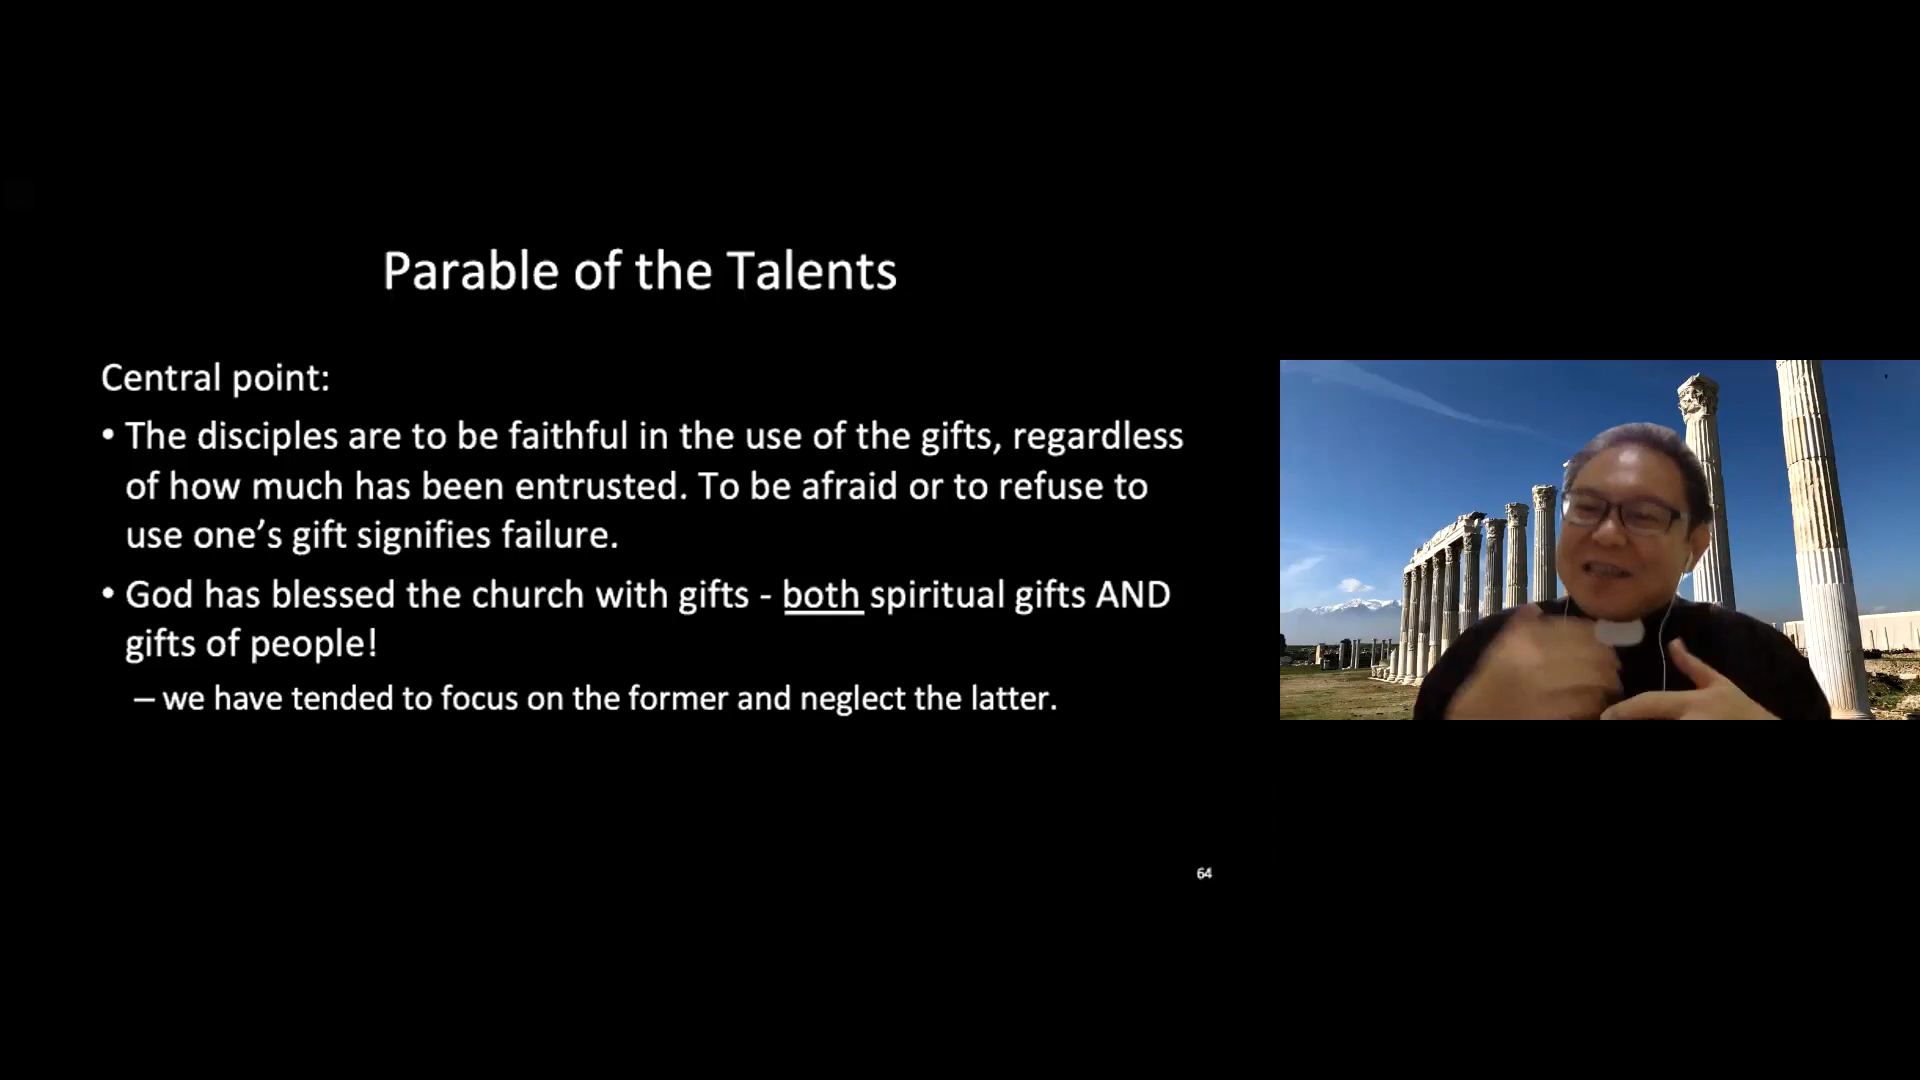 Parable of the Talents
Central point:
• The disciples are to be faithful in the use of the gifts, regardless
of how much has been entrusted. To be afraid or to refuse to
use one’s gift signifies failure.
• God has blessed the church with gifts - both spiritual gifts AND
gifts of people!
– we have tended to focus on the former and neglect the latter.
64